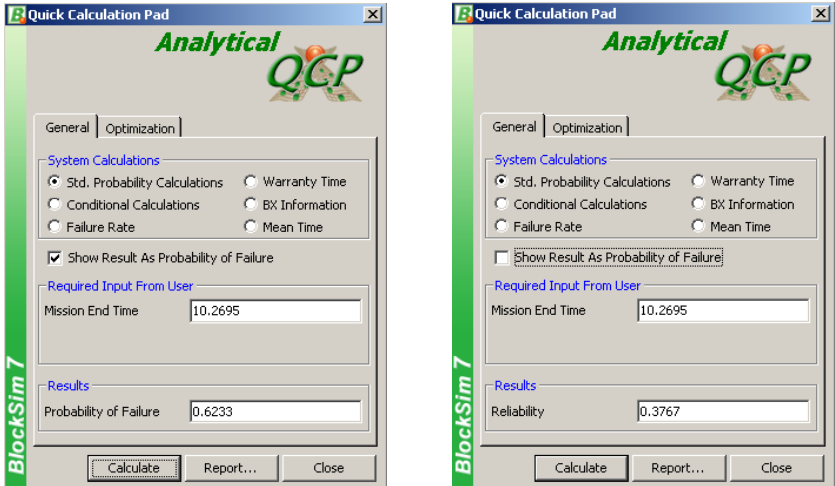 Quick Calculation Pad
Analytical
QCP
General
Optimization
System Calculations
Std. Probability Calculations
Warranty Time
Conditional Calculations
BX Information
Failure Rate
Mean Time
Show Result As Probability of Failure
Required Input From User
Mission End Time
10.2695
Results
Probability of Failure
0.6233
Calculate
Report...
Close
BlockSim 7
Quick Calculation Pad
Analytical
QCP
General
Optimization
System Calculations
Std. Probability Calculations
Warranty Time
Conditional Calculations
BX Information
Failure Rate
Mean Time
Show Result As Probability of Failure
Required Input From User
Mission End Time
10.2695
Results
Reliability
0.3767
Calculate
Report...
Close
BlockSim 7